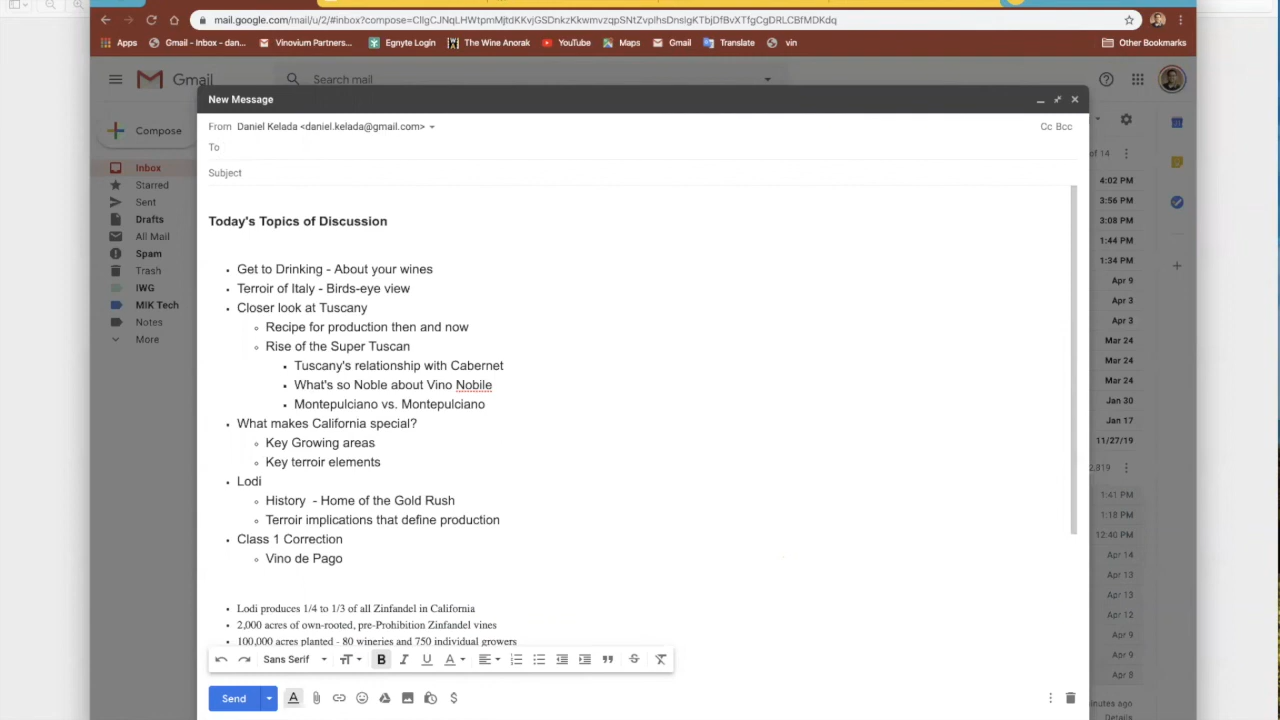 mail.google.com/mail/u/2/#inbox?compose=
Apps Gmail - Inbox - dan... Vinovium Partners... Egnyte Login The Wine Anorak YouTube Maps Gmail Translate vin Other Bookmarks
Gmail Search mail
New Message
Compose
From Daniel Kelada <daniel.kelada@gmail.com> Cc Bcc
To
Subject
of 14
Inbox
Starred
Sent
Drafts
All Mail
Spam
Trash
IWG
MIK Tech
Notes
More
Today's Topics of Discussion
• Get to Drinking - About your wines
• Terroir of Italy - Birds-eye view
• Closer look at Tuscany
◦ Recipe for production then and now
◦ Rise of the Super Tuscan
▪ Tuscany's relationship with Cabernet
▪ What's so Noble about Vino Nobile
▪ Montepulciano vs. Montepulciano
• What makes California special?
◦ Key Growing areas
◦ Key terroir elements
• Lodi
◦ History - Home of the Gold Rush
◦ Terroir implications that define production
• Class 1 Correction
◦ Vino de Pago
• Lodi produces 1/4 to 1/3 of all Zinfandel in California
• 2,000 acres of own-rooted, pre-Prohibition Zinfandel vines
• 100,000 acres planted - 80 wineries and 750 individual growers
Sans Serif B I U A
Send A
4:02 PM
3:56 PM
3:08 PM
1:44 PM
1:34 PM
Apr 9
Apr 3
Apr 3
Mar 24
Mar 24
Mar 24
Jan 30
Jan 17
11/27/19
2,819
1:41 PM
1:18 PM
12:40 PM
Apr 14
Apr 13
Apr 13
Apr 12
Apr 9
Apr 9
Apr 8
minutes ago
Details